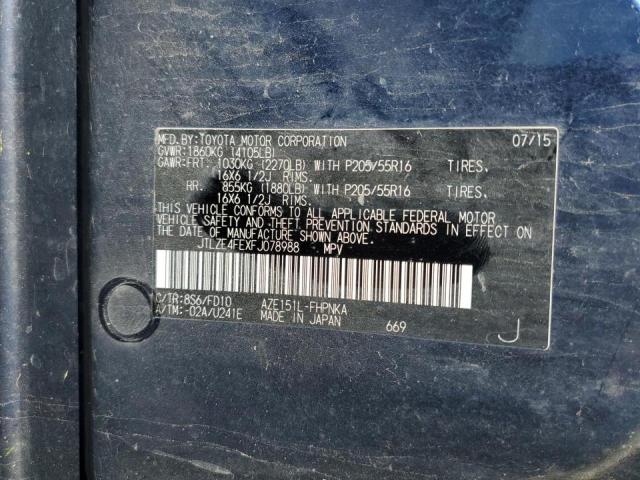 MFD.BY:TOYOTA MOTOR CORPORATION 07/15
GVWR:1860KG (4105LB)
GAWR:FRT. 1030KG (2270LB) WITH P205/55R16 TIRES,
16X6 1/2J RIMS.
RR. 855KG (1880LB) WITH P205/55R16 TIRES,
16X6 1/2J RIMS.
THIS VEHICLE CONFORMS TO ALL APPLICABLE FEDERAL MOTOR
VEHICLE SAFETY AND THEFT PREVENTION STANDARDS IN EFFECT ON
THE DATE OF MANUFACTURE SHOWN ABOVE.
JTLZE4FEXFJ078988 MPV
C/TR:8S6/FD10 AZE151L-FHPNKA
A/TM:-02A/U241E MADE IN JAPAN 669 J